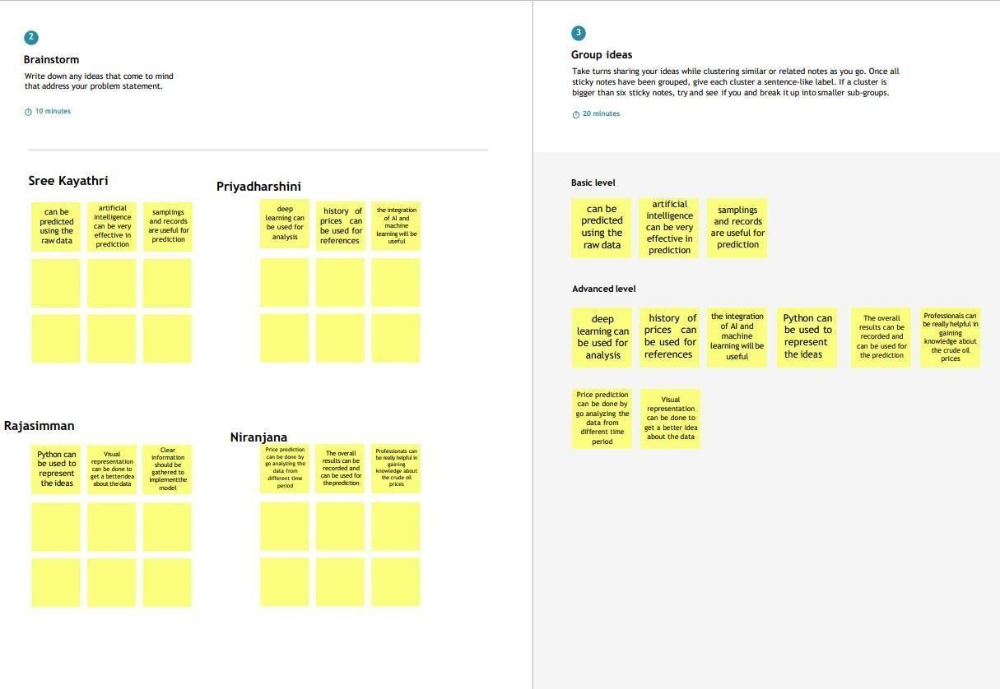 2
Brainstorm
Write down any ideas that come to mind
that address your problem statement.
10 minutes
Sree Kayathri
can be
predicted
using the
raw data
artificial
intelligence
can be very
effective in
prediction
samplings
and records
are useful for
prediction
Priyadharshini
deep
learning can
be used for
analysis
history of
prices can
be used for
references
the integration
of AI and
machine
learning will be
useful
Rajasimman
Python can
be used to
represent
the ideas
Visual
representation
can be done to
get a betteridea
about the data
Clear
information
should be
gathered to
implementthe
model
Niranjana
Price prediction
can be done by
go analyzing the
data from
different time
period
The overall
results can be
recorded and
can be used for
theprediction
Professionals can
be really helpful in
gaining
knowledge about
the crude oil
prices
3
Group ideas
Take turns sharing your ideas while clustering similar or related notes as you go. Once all
sticky notes have been grouped, give each cluster a sentence-like label. If a cluster is
bigger than six sticky notes, try and see if you and break it up into smaller sub-groups.
20 minutes
Basic level
can be
predicted
using the
raw data
artificial
intelligence
can be very
effective in
prediction
samplings
and records
are useful for
prediction
Advanced level
deep
learning can
be used for
analysis
history of
prices can
be used for
references
the integration
of AI and
machine
learning will be
useful
Python can
be used to
represent
the ideas
The overall
results can be
recorded and
can be used for
the prediction
Professionals can
be really helpful in
gaining
knowledge about
the crude oil
prices
Price prediction
can be done by
go analyzing the
data from
different time
period
Visual
representation
can be done to
get a better idea
about the data